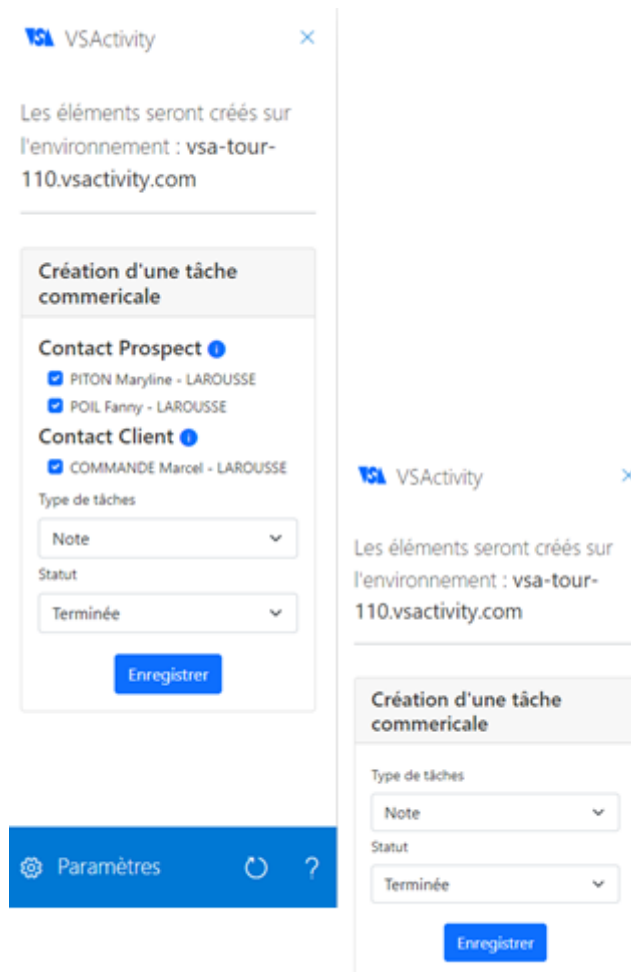 VSA VSActivity
Les éléments seront créés sur
l'environnement : vsa-tour-
110.vsactivity.com
Création d'une tâche
commericale
Contact Prospect
PITON Maryline - LAROUSSE
POIL Fanny - LAROUSSE
Contact Client
COMMANDE Marcel - LAROUSSE
Type de tâches
Note
Statut
Terminée
Enregistrer
Paramètres ?
VSA VSActivity
Les éléments seront créés sur
l'environnement : vsa-tour-
110.vsactivity.com
Création d'une tâche
commericale
Type de tâches
Note
Statut
Terminée
Enregistrer